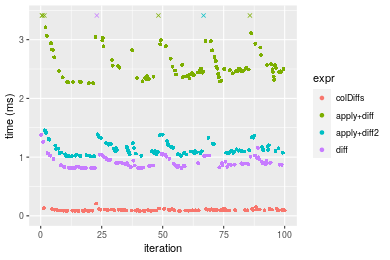 3
2
1
0
time (ms)
0
25
50
75
100
iteration
expr
colDiffs
apply+diff
apply+diff2
diff